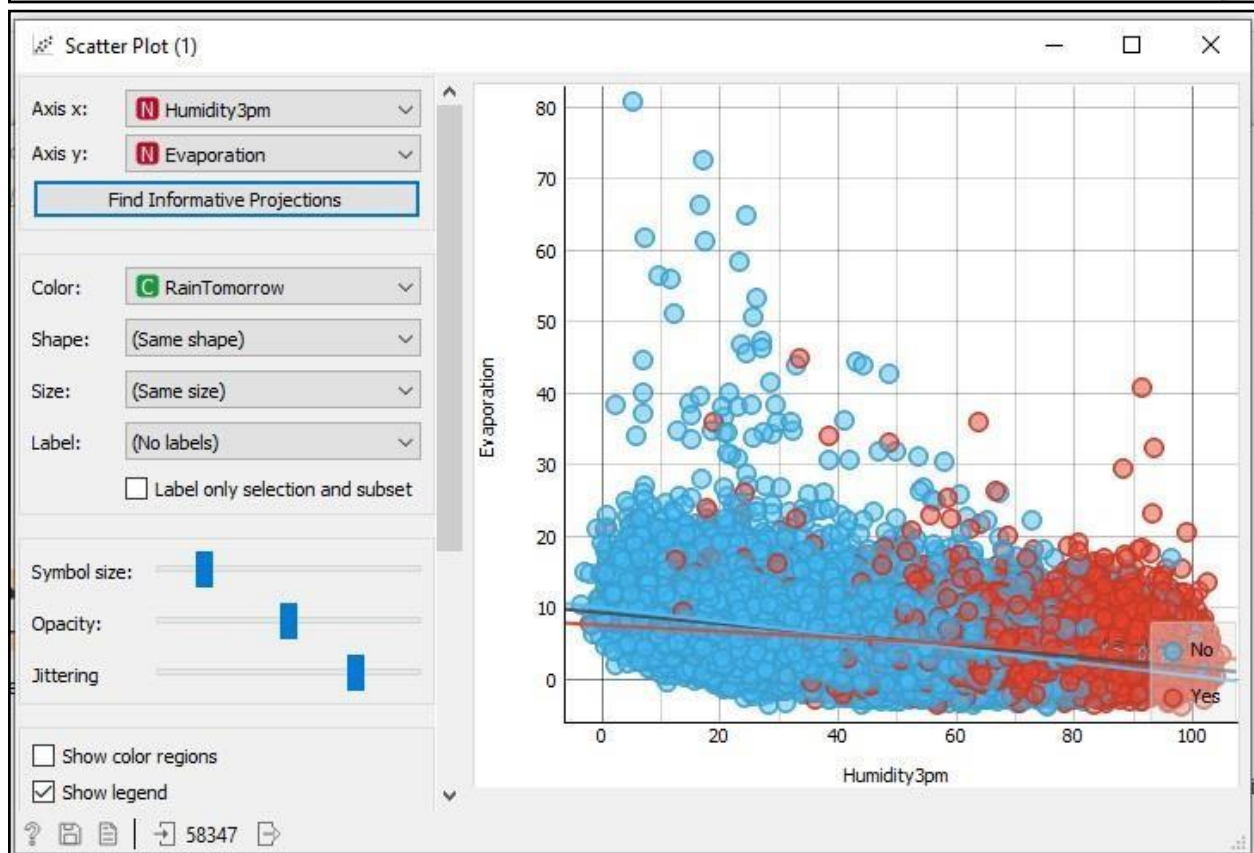 Scatter Plot (1)
Axis x: N Humidity3pm
Axis y: N Evaporation
Find Informative Projections
Color: C RainTomorrow
Shape: (Same shape)
Size: (Same size)
Label: (No labels)
Label only selection and subset
Symbol size:
Opacity:
Jittering
Show color regions
Show legend
? 58347
80
70
60
50
40
30
20
10
0
Evaporation
No
Yes
0 20 40 60 80 100
Humidity3pm